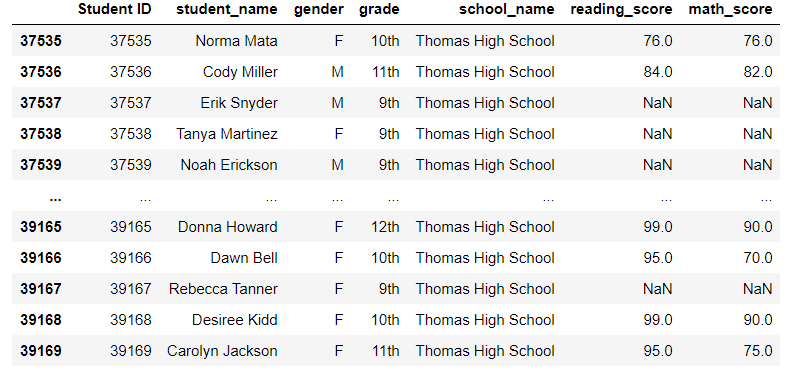 Student ID student_name gender grade school_name reading_score math_score
37535 37535 Norma Mata F 10th Thomas High School 76.0 76.0
37536 37536 Cody Miller M 11th Thomas High School 84.0 82.0
37537 37537 Erik Snyder M 9th Thomas High School NaN NaN
37538 37538 Tanya Martinez F 9th Thomas High School NaN NaN
37539 37539 Noah Erickson M 9th Thomas High School NaN NaN
... ... ... ... ... ... ... ...
39165 39165 Donna Howard F 12th Thomas High School 99.0 90.0
39166 39166 Dawn Bell F 10th Thomas High School 95.0 70.0
39167 39167 Rebecca Tanner F 9th Thomas High School NaN NaN
39168 39168 Desiree Kidd F 10th Thomas High School 99.0 90.0
39169 39169 Carolyn Jackson F 11th Thomas High School 95.0 75.0